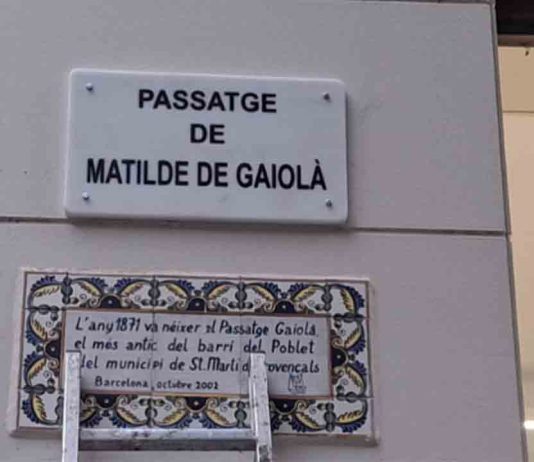 PASSATGE
DE
MATILDE DE GAIOLÀ
L'any 1871 va néixer el Passatge Gaiolà,
el més antic del barri del Poblet
del municipi de St. Martí de Provençals
Barcelona, octubre 2002